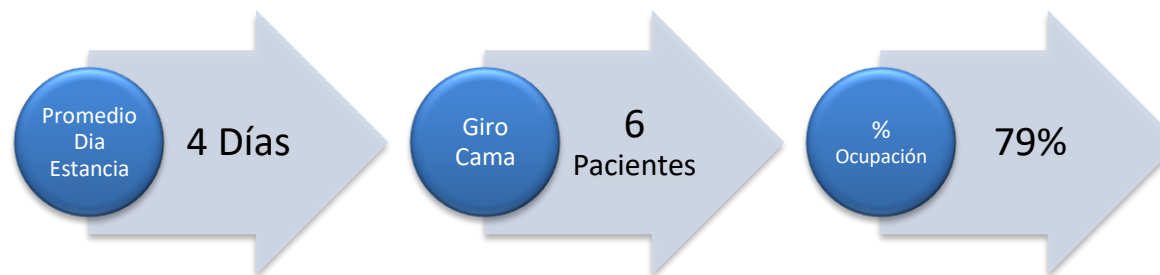 Promedio
Dia
Estancia
4 Días
Giro
Cama
6
Pacientes
%
Ocupación
79%